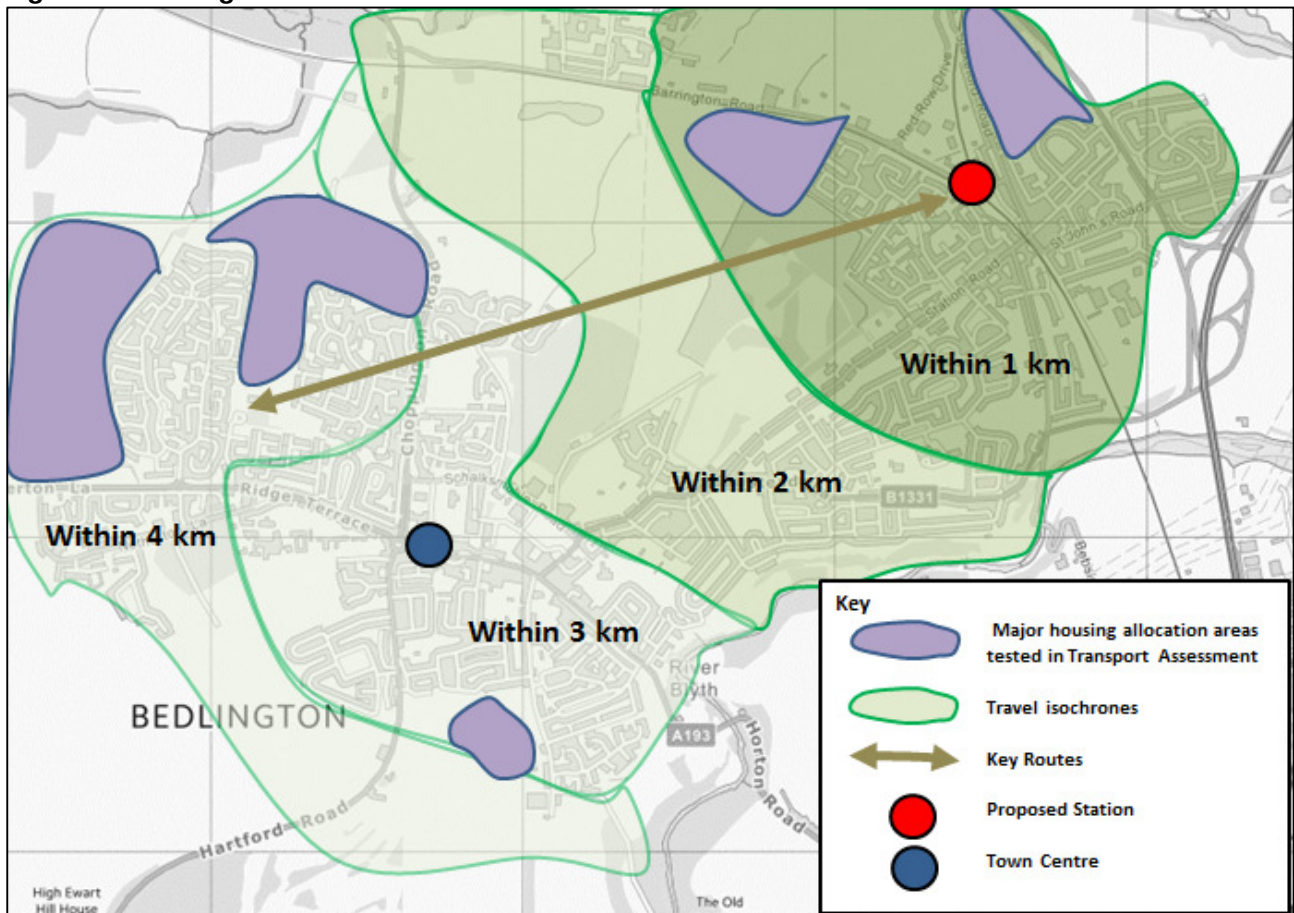 Barrington Road
Red Row Drive
St John's Road
Station Road
Within 1 km
Choppington Road
Within 2 km
B1331
Ridge Terrace
Within 4 km
Within 3 km
River
Blyth
BEDLINGTON
A193
Horton Road
Hartford Road
High Ewart
Hill House
The Old
Key
Major housing allocation areas
tested in Transport Assessment
Travel isochrones
Key Routes
Proposed Station
Town Centre